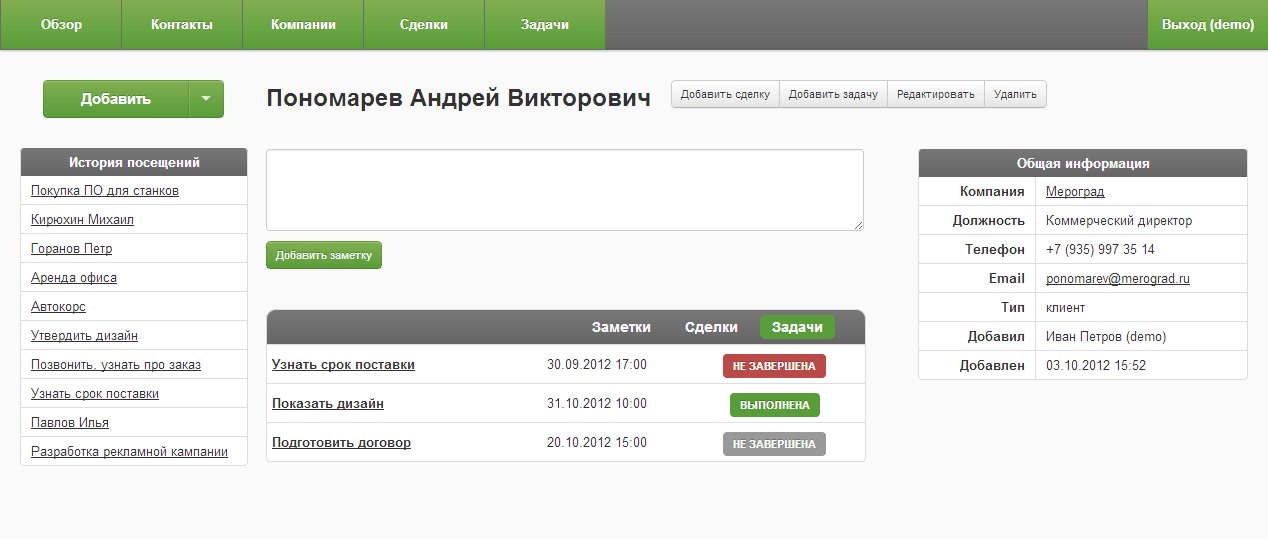 Обзор Контакты Компании Сделки Задачи Выход (demo)
Добавить
Пономарев Андрей Викторович
Добавить сделку Добавить задачу Редактировать Удалить
История посещений
Покупка ПО для станков
Кирюхин Михаил
Горанов Петр
Аренда офиса
Автокорс
Утвердить дизайн
Позвонить, узнать про заказ
Узнать срок поставки
Павлов Илья
Разработка рекламной кампании
Добавить заметку
Заметки Сделки Задачи
Узнать срок поставки 30.09.2012 17:00 НЕ ЗАВЕРШЕНА
Показать дизайн 31.10.2012 10:00 ВЫПОЛНЕНА
Подготовить договор 20.10.2012 15:00 НЕ ЗАВЕРШЕНА
Общая информация
Компания Мероград
Должность Коммерческий директор
Телефон +7 (935) 997 35 14
Email ponomarev@merograd.ru
Тип клиент
Добавил Иван Петров (demo)
Добавлен 03.10.2012 15:52